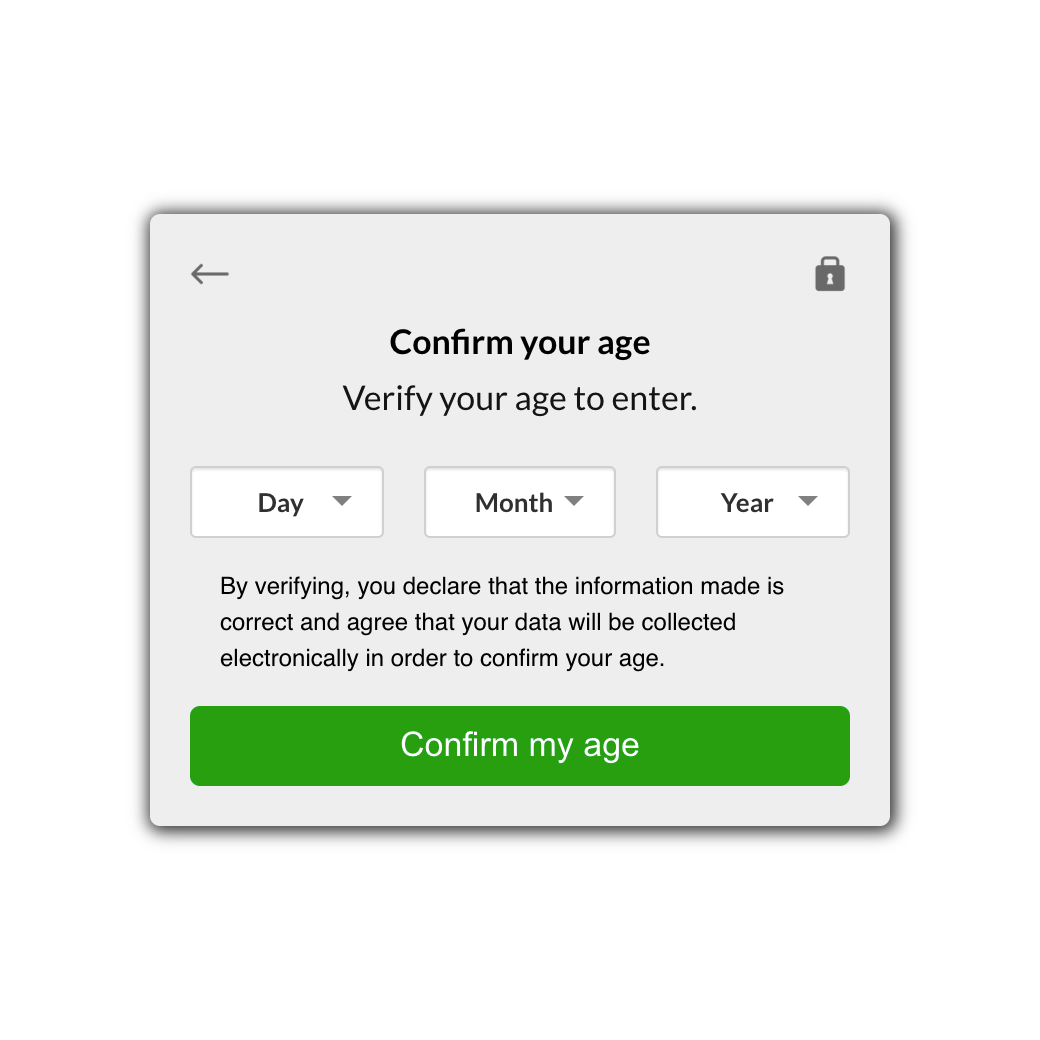 Confirm your age
Verify your age to enter.
Day Month Year
By verifying, you declare that the information made is
correct and agree that your data will be collected
electronically in order to confirm your age.
Confirm my age